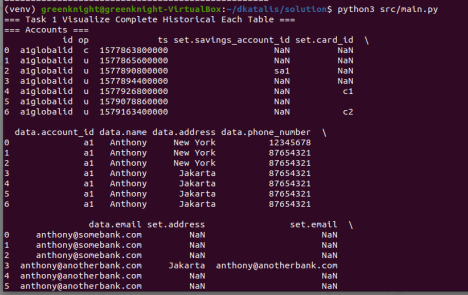 (venv) greenknight@greenknight-VirtualBox:~/dkatalis/solution$ python3 src/main.py
=== Task 1 Visualize Complete Historical Each Table ===
=== Accounts ===
id op ts set.savings_account_id set.card_id \
0 a1globalid c 1577863800000 NaN NaN
1 a1globalid u 1577865600000 NaN NaN
2 a1globalid u 1577890800000 sa1 NaN
3 a1globalid u 1577894400000 NaN NaN
4 a1globalid u 1577926800000 NaN c1
5 a1globalid u 1579078860000 NaN
6 a1globalid u 1579163400000 NaN c2
data.account_id data.name data.address data.phone_number \
0 a1 Anthony New York 12345678
1 a1 Anthony New York 87654321
2 a1 Anthony New York 87654321
3 a1 Anthony Jakarta 87654321
4 a1 Anthony Jakarta 87654321
5 a1 Anthony Jakarta 87654321
6 a1 Anthony Jakarta 87654321
data.email set.address set.email \
0 anthony@somebank.com NaN NaN
1 anthony@somebank.com NaN NaN
2 anthony@somebank.com NaN NaN
3 anthony@anotherbank.com Jakarta anthony@anotherbank.com
4 anthony@anotherbank.com NaN NaN
5 anthony@anotherbank.com NaN NaN